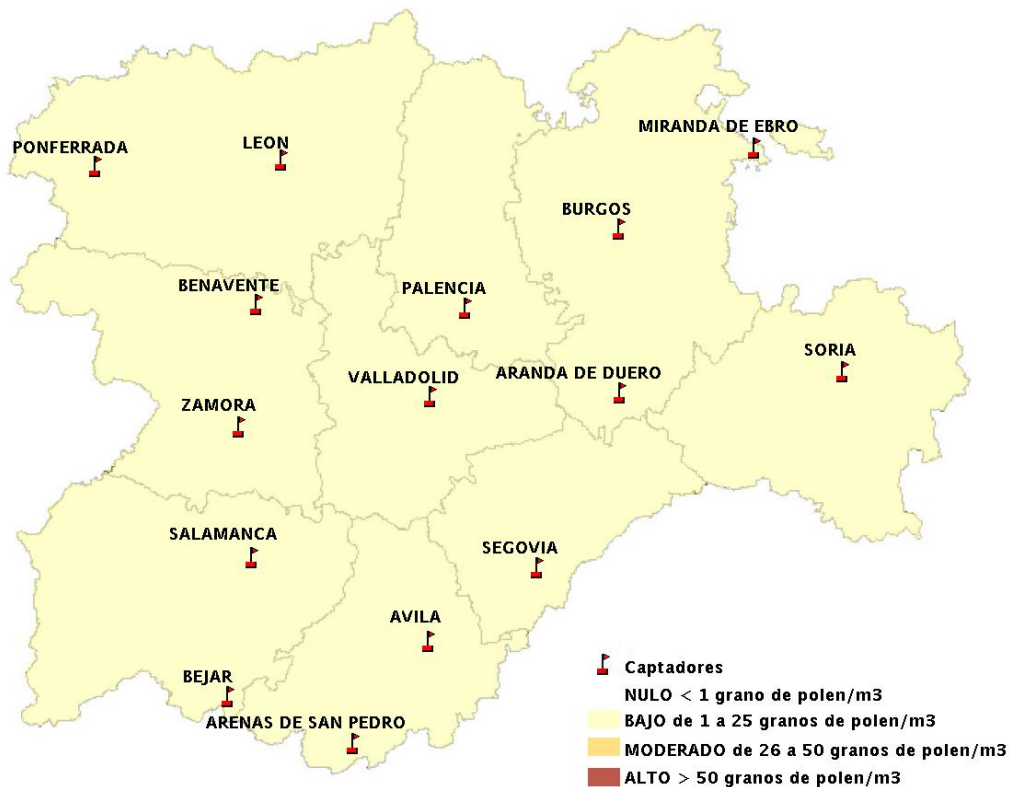 MIRANDA DE EBRO
PONFERRADA
LEON
BURGOS
BENAVENTE
PALENCIA
SORIA
VALLADOLID
ARANDA DE DUERO
ZAMORA
SALAMANCA
SEGOVIA
AVILA
BEJAR
ARENAS DE SAN PEDRO
Captadores
NULO < 1 grano de polen/m3
BAJO de 1 a 25 granos de polen/m3
MODERADO de 26 a 50 granos de polen/m3
ALTO > 50 granos de polen/m3